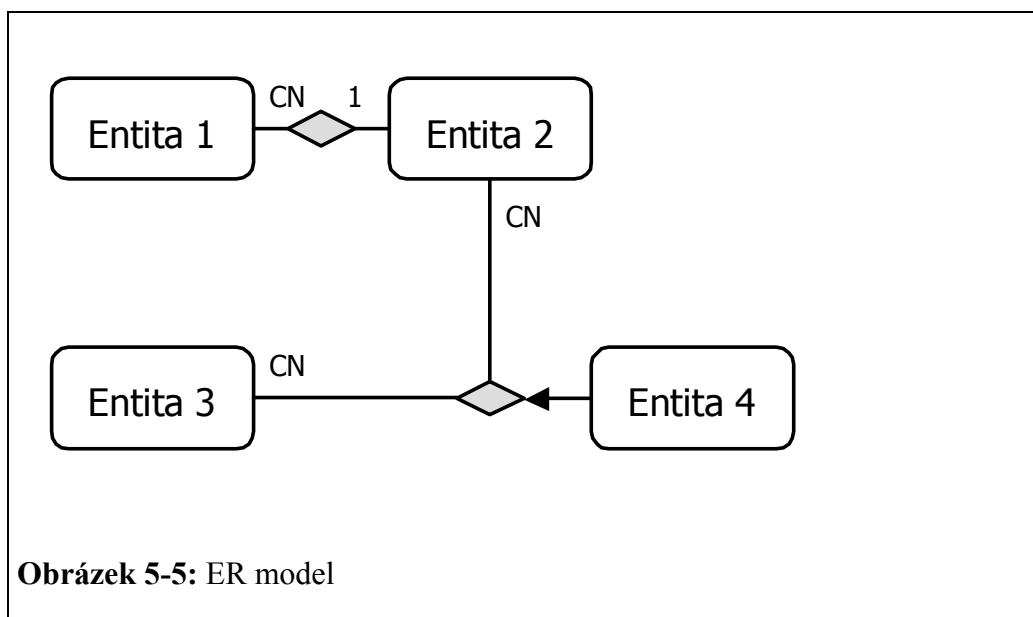 CN 1
Entita 1 Entita 2
CN
CN
Entita 3 Entita 4
Obrázek 5-5: ER model